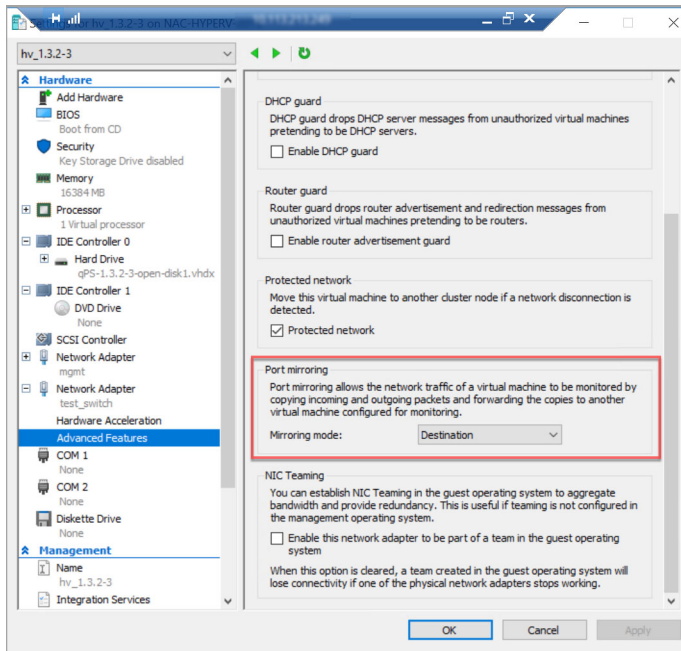 Settings for hv_1.3.2-3 on NAC-HYPERV-
hv_1.3.2-3
Hardware
Add Hardware
BIOS
Boot from CD
Security
Key Storage Drive disabled
Memory
16384 MB
Processor
1 Virtual processor
IDE Controller 0
Hard Drive
qPS-1.3.2-3-open-disk1.vhdx
IDE Controller 1
DVD Drive
None
SCSI Controller
Network Adapter
mgmt
Network Adapter
test_switch
Hardware Acceleration
Advanced Features
COM 1
None
COM 2
None
Diskette Drive
None
Management
Name
hv_1.3.2-3
Integration Services
DHCP guard
DHCP guard drops DHCP server messages from unauthorized virtual machines
pretending to be DHCP servers.
Enable DHCP guard
Router guard
Router guard drops router advertisement and redirection messages from
unauthorized virtual machines pretending to be routers.
Enable router advertisement guard
Protected network
Move this virtual machine to another cluster node if a network disconnection is
detected.
Protected network
Port mirroring
Port mirroring allows the network traffic of a virtual machine to be monitored by
copying incoming and outgoing packets and forwarding the copies to another
virtual machine configured for monitoring.
Mirroring mode:
Destination
NIC Teaming
You can establish NIC Teaming in the guest operating system to aggregate
bandwidth and provide redundancy. This is useful if teaming is not configured in
the management operating system.
Enable this network adapter to be part of a team in the guest operating
system
When this option is cleared, a team created in the guest operating system will
lose connectivity if one of the physical network adapters stops working.
OK
Cancel
Apply